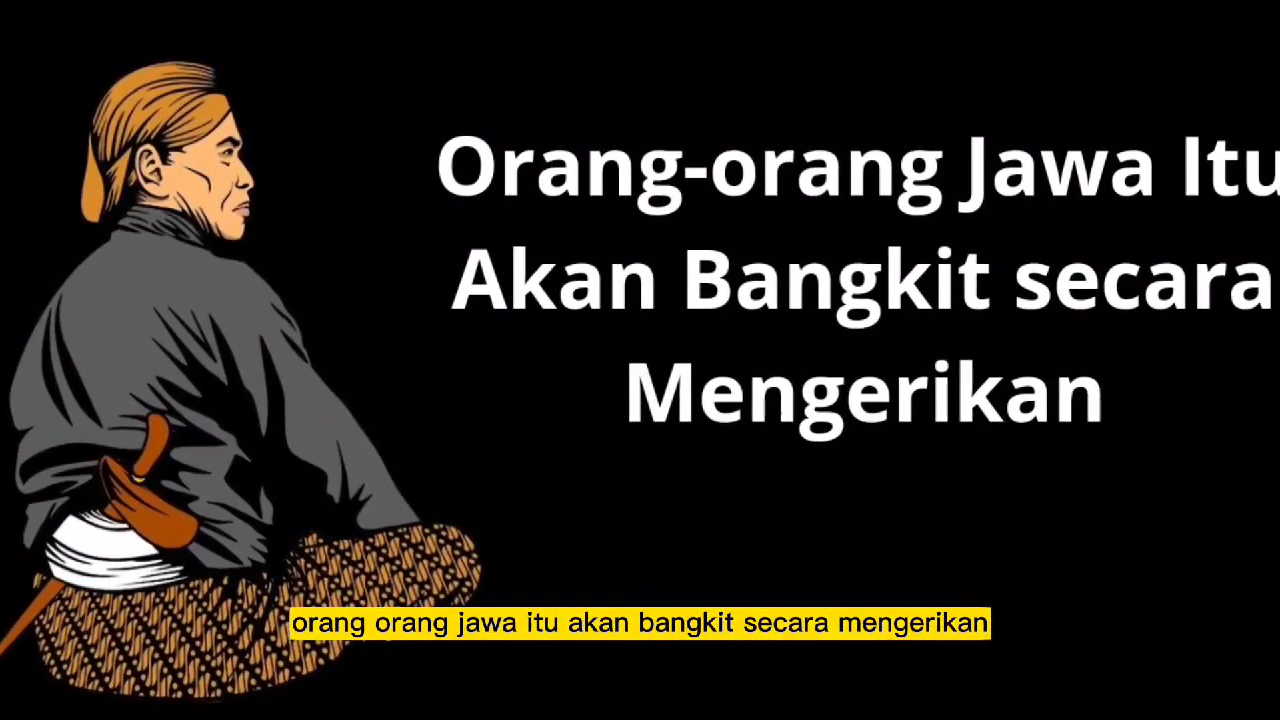 Orang-orang Jawa Itu
Akan Bangkit secara
Mengerikan
orang orang jawa itu akan bangkit secara mengerikan